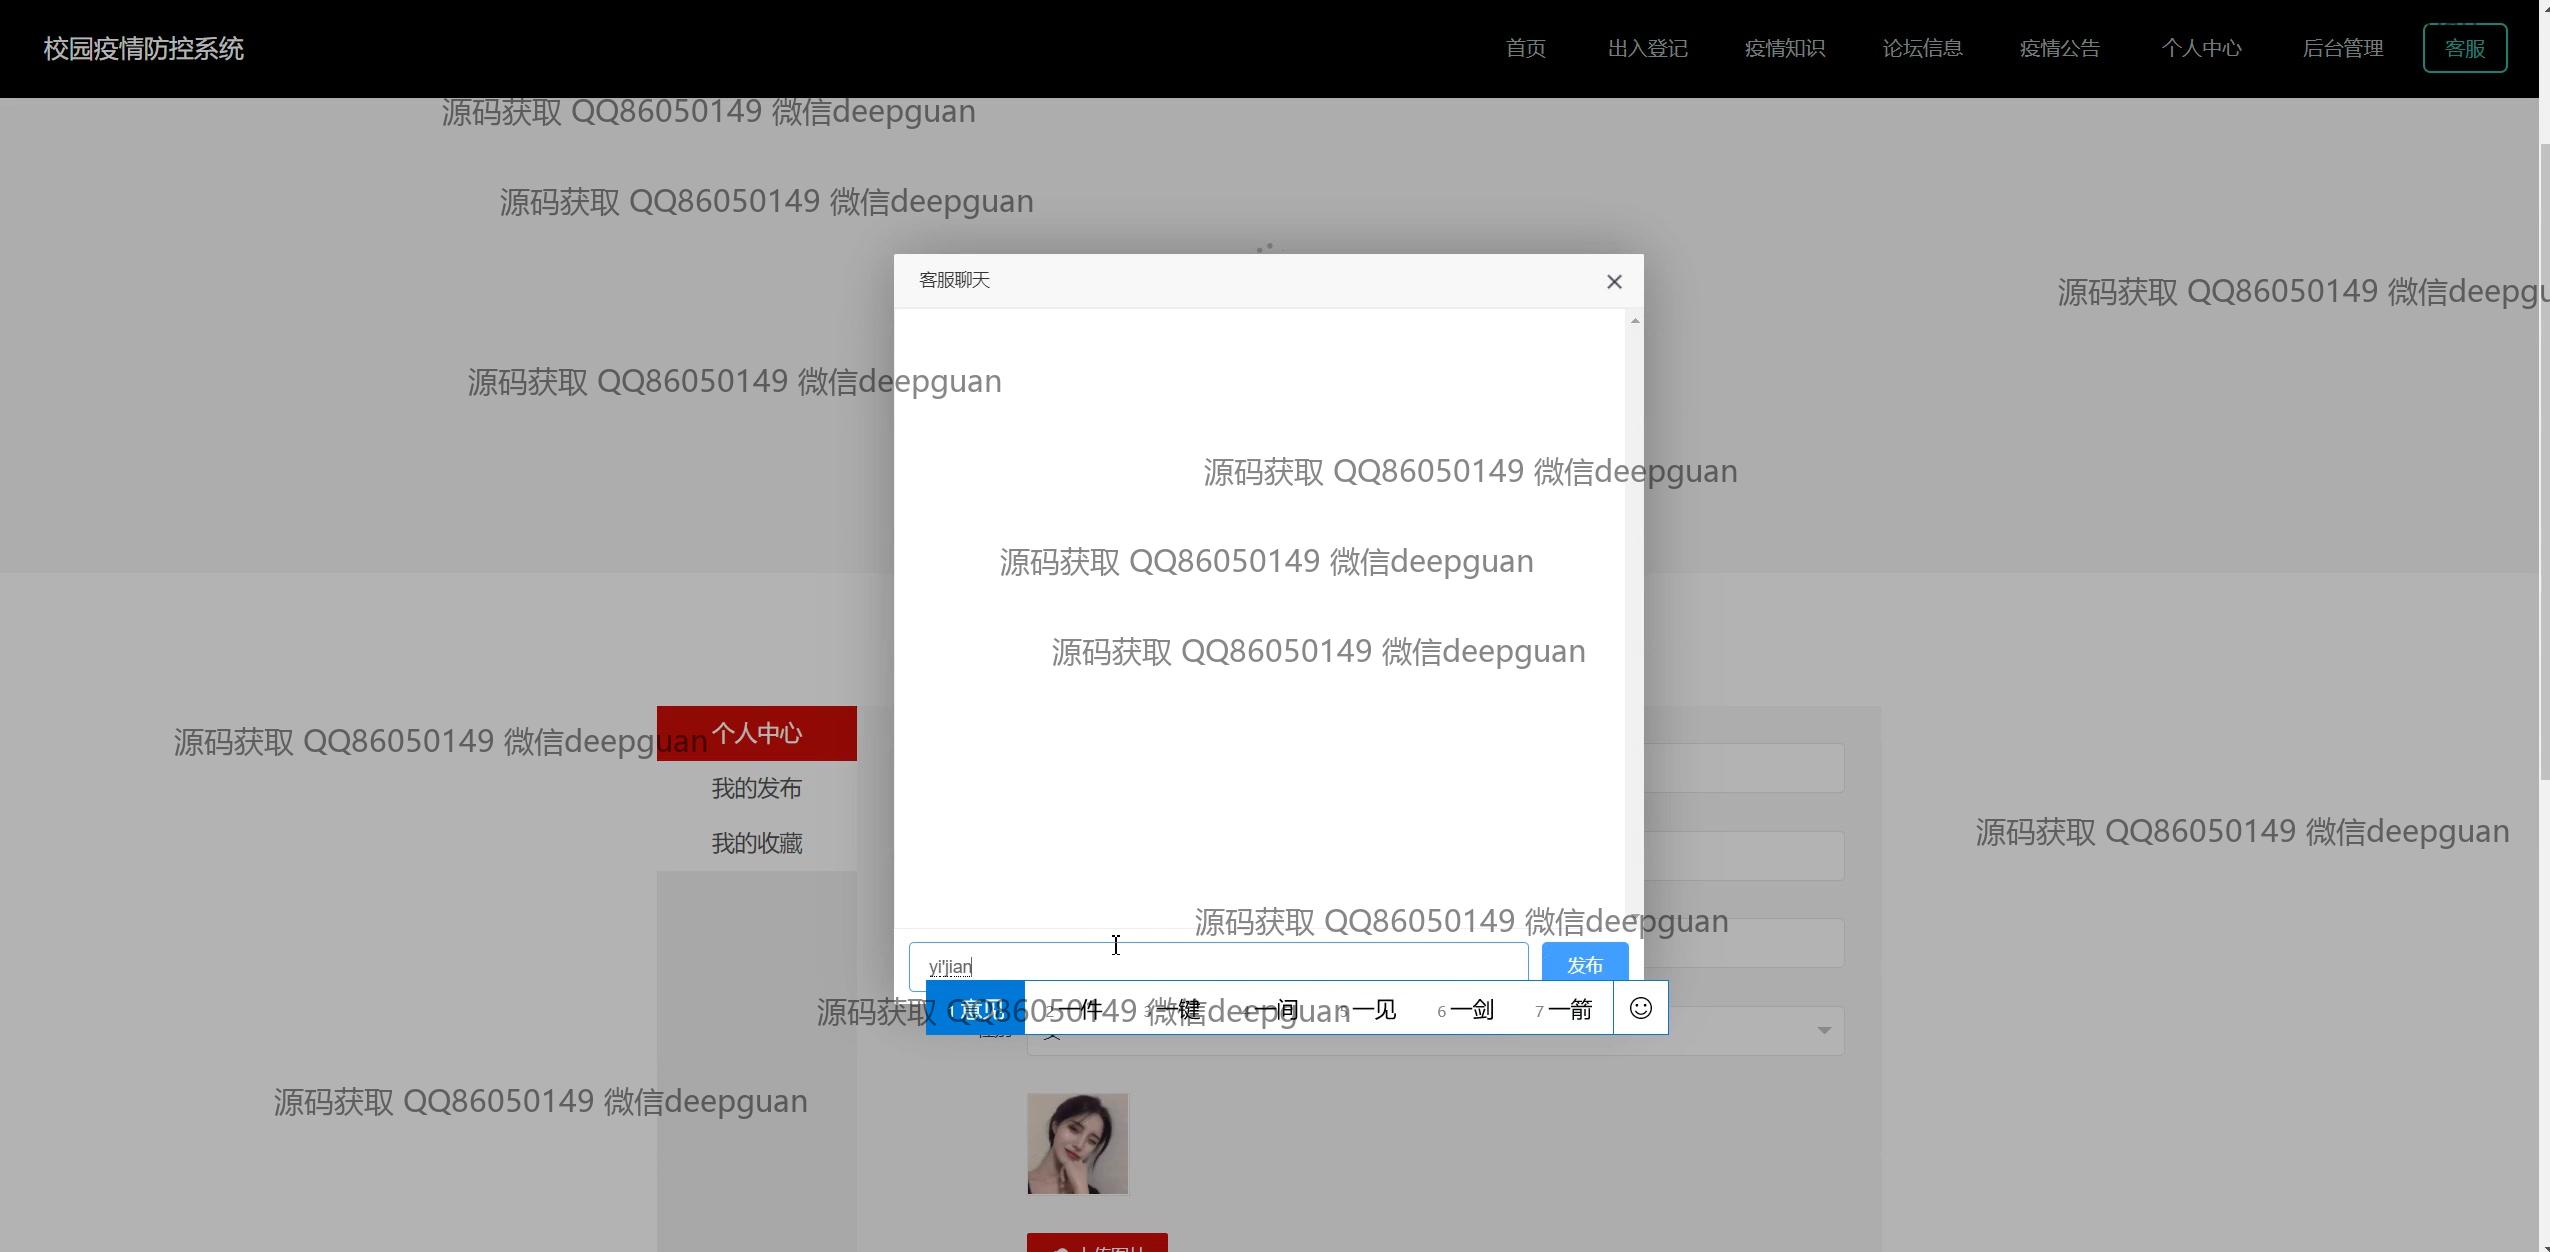 校园疫情防控系统
首页 出入登记 疫情知识 论坛信息 疫情公告 个人中心 后台管理 客服
源码获取 QQ86050149 微信deepguan
源码获取 QQ86050149 微信deepguan
客服聊天
源码获取 QQ86050149 微信deepgu
源码获取 QQ86050149 微信deepguan
源码获取 QQ86050149 微信deepguan
源码获取 QQ86050149 微信deepguan
源码获取 QQ86050149 微信deepguan
源码获取 QQ86050149 微信deepguan
个人中心
我的发布
我的收藏
源码获取 QQ86050149 微信deepguan
源码获取 QQ86050149 微信deepguan
yi'jian
发布
1 意见 2 一件 3 一键 4 一间 5 一见 6 一剑 7 一箭
源码获取 QQ86050149 微信deepguan
源码获取 QQ86050149 微信deepguan